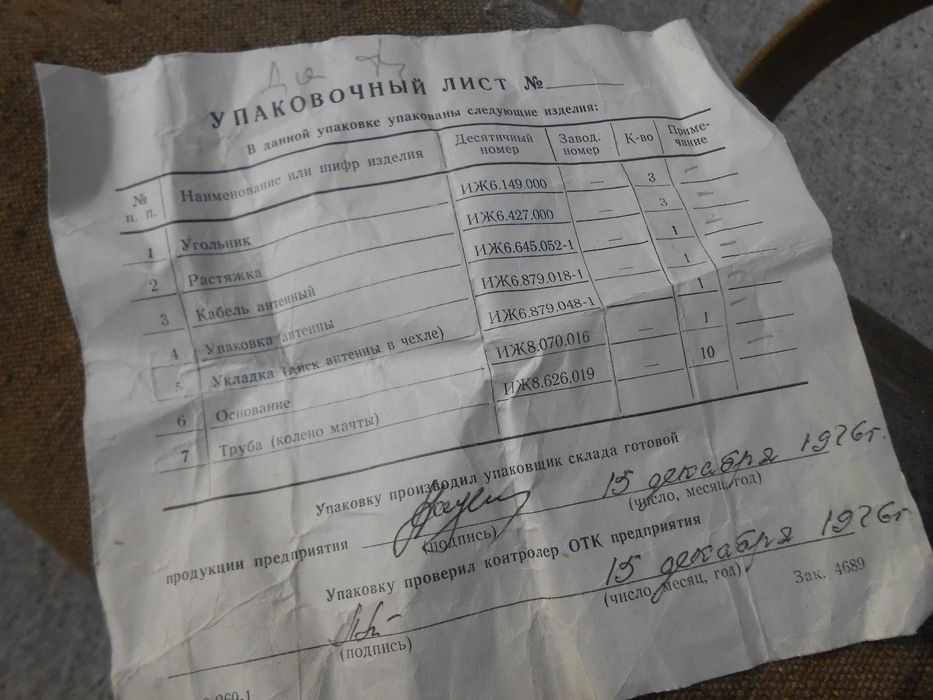 УПАКОВОЧНЫЙ ЛИСТ №
В данной упаковке упакованы следующие изделия:
№ п. п. Наименование или шифр изделия Десятичный номер Завод. номер К-во Приме- чание
1 Угольник ИЖ6.149.000 — 3 —
2 Растяжка ИЖ6.427.000 — 3 —
3 Кабель антенный ИЖ6.645.052-1 — 1 —
4 Упаковка антенны ИЖ6.879.018-1 — 1 —
5 Укладка (диск антенны в чехле) ИЖ6.879.048-1 1 —
6 Основание ИЖ8.070.016 — 1 —
7 Труба (колено мачты) ИЖ8.626.019 — 10 —
Упаковку производил упаковщик склада готовой
продукции предприятия 15 декабря 1976г.
(подпись) (число, месяц, год)
Упаковку проверил контролер ОТК предприятия
15 декабря 1976г
(подпись) (число, месяц, год) Зак. 4689